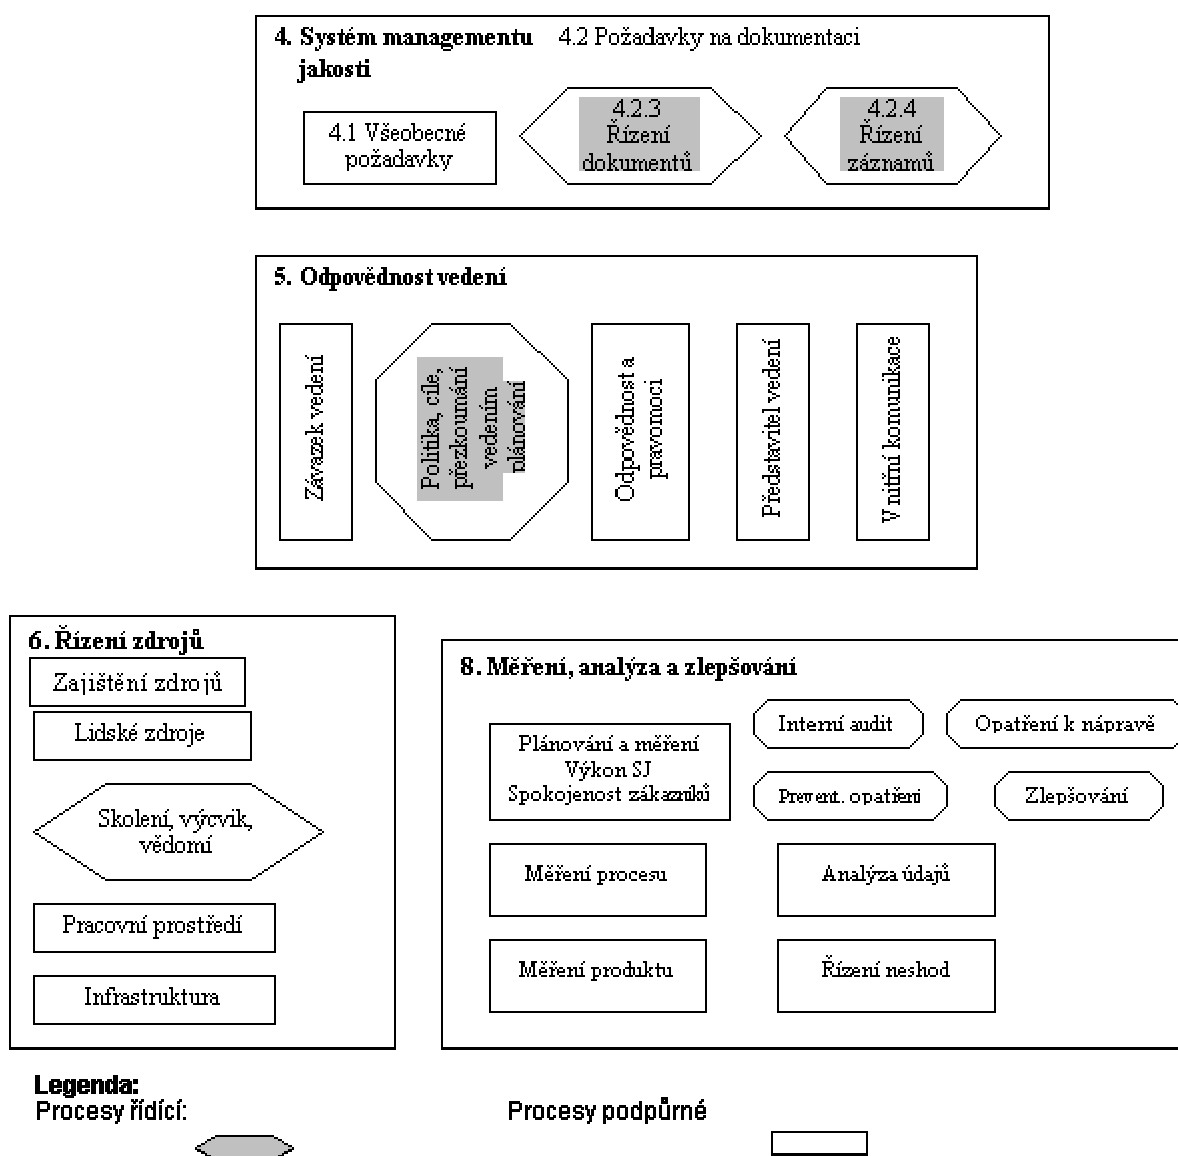 4. Systém managementu 4.2 Požadavky na dokumentaci
jakosti
4.1 Všeobecné
požadavky
4.2.3
Řízení
dokumentů
4.2.4
Řízení
záznamů
5. Odpovědnost vedení
Závazek vedení
Politika, cíle,
přezkoumání
vedením
plánování
Odpovědnost a
pravomoci
Představitel vedení
Vnitřní komunikace
6. Řízení zdrojů
Zajištění zdrojů
Lidské zdroje
Skolení, výcvik,
vědomí
Pracovní prostředí
Infrastruktura
8. Měření, analýza a zlepšování
Plánování a měření
Výkon SJ
Spokojenost zákazníků
Interní audit
Opatření k nápravě
Prevent. opatření
Zlepšování
Měření procesu
Analýza údajů
Měření produktu
Řízení neshod
Legenda:
Procesy řídící:
Procesy podpůrné